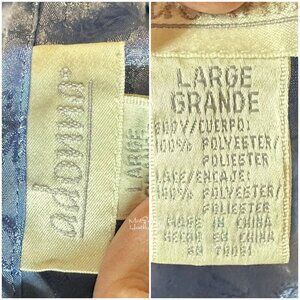 adonna
LARGE
LARGE
GRANDE
BODY/CUERPO:
100% POLYESTER/
POLIESTER
LACE/ENCAJE:
100% POLYESTER/
POLIESTER
MADE IN CHINA
HECHO EN CHINA
RN 70051